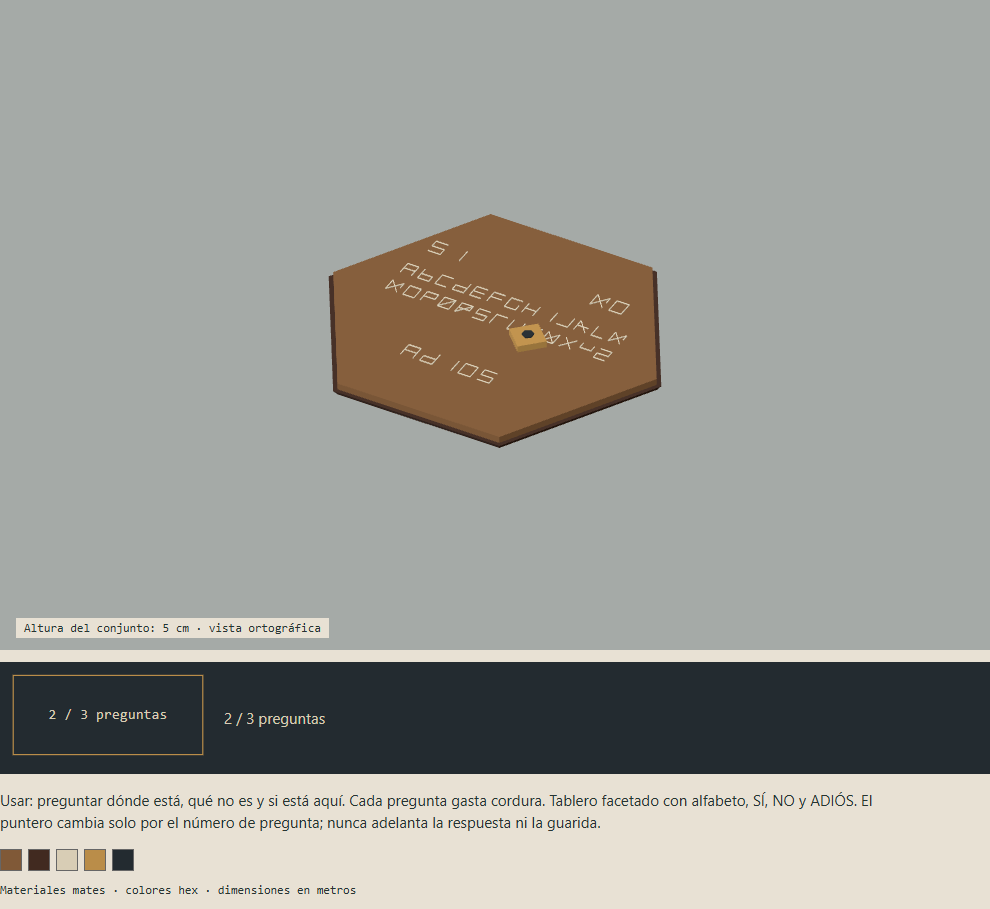 SI
NO
ABCDEFGHIJKLM
ADIOS
Altura del conjunto: 5 cm · vista ortográfica
2 / 3 preguntas
2 / 3 preguntas
Usar: preguntar dónde está, qué no es y si está aquí. Cada pregunta gasta cordura. Tablero facetado con alfabeto, SÍ, NO y ADIÓS. El
puntero cambia solo por el número de pregunta; nunca adelanta la respuesta ni la guarida.
Materiales mates · colores hex · dimensiones en metros